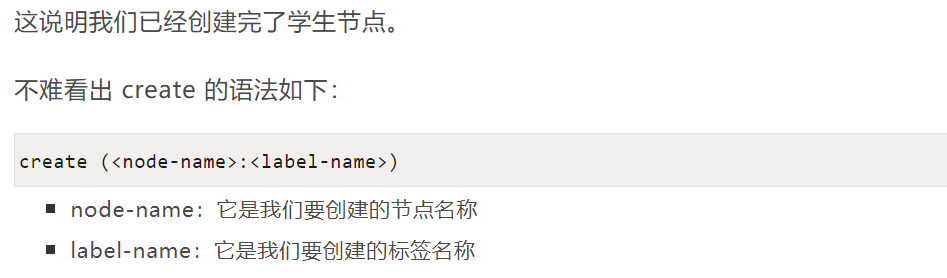 这说明我们已经创建完了学生节点。
不难看出 create 的语法如下：
create (<node-name>:<label-name>)
node-name：它是我们要创建的节点名称
label-name：它是我们要创建的标签名称